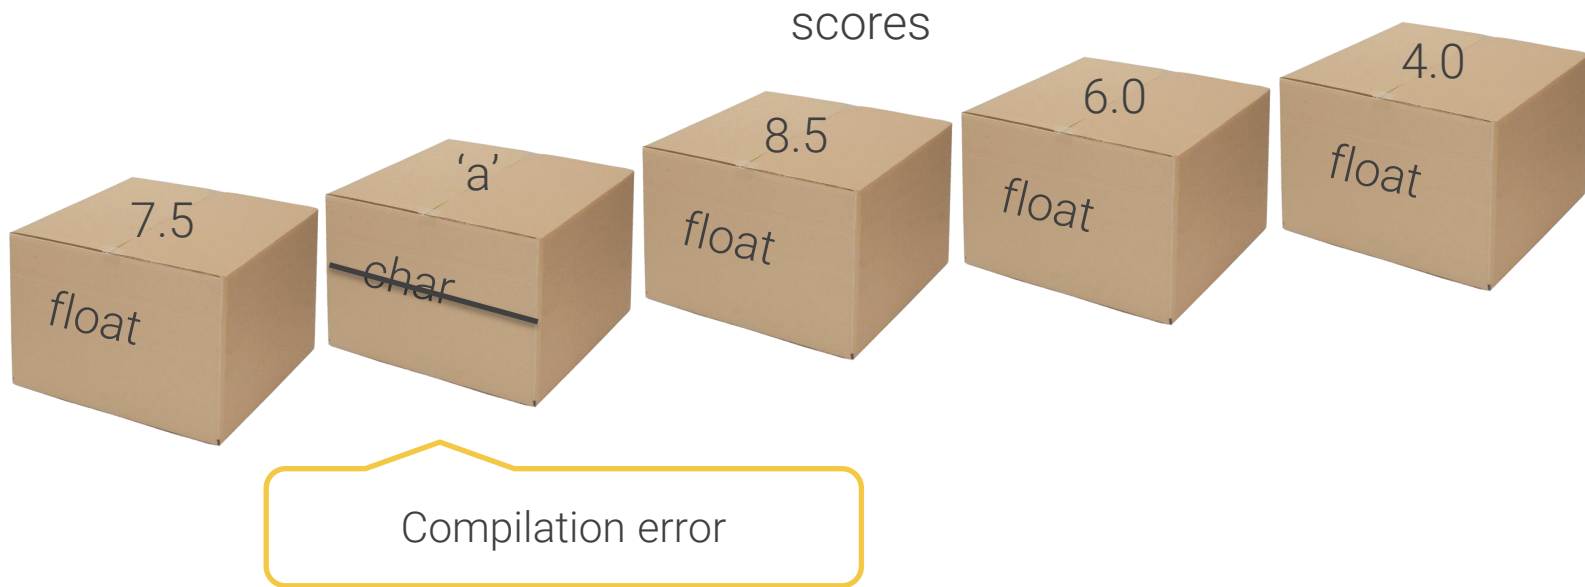 scores
7.5
float
‘a’
char
8.5
float
6.0
float
4.0
float
Compilation error